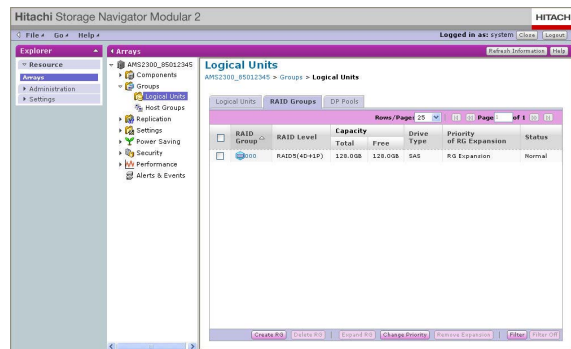 Hitachi Storage Navigator Modular 2
HITACHI
File Go Help
Logged in as: system Close Logout
Explorer
Resource
Arrays
Administration
Settings
Arrays
Refresh Information Help
AMS2300_85012345
Components
Groups
Logical Units
Host Groups
Replication
Settings
Power Saving
Security
Performance
Alerts & Events
Logical Units
AMS2300_85012345 > Groups > Logical Units
Logical Units RAID Groups DP Pools
Rows/Page: 25 Page 1 of 1
RAID Group RAID Level Capacity Total Free Drive Type Priority of RG Expansion Status
000 RAID5(4D+1P) 128.0GB 128.0GB SAS RG Expansion Normal
Create RG Delete RG Expand RG Change Priority Remove Expansion Filter Filter Off